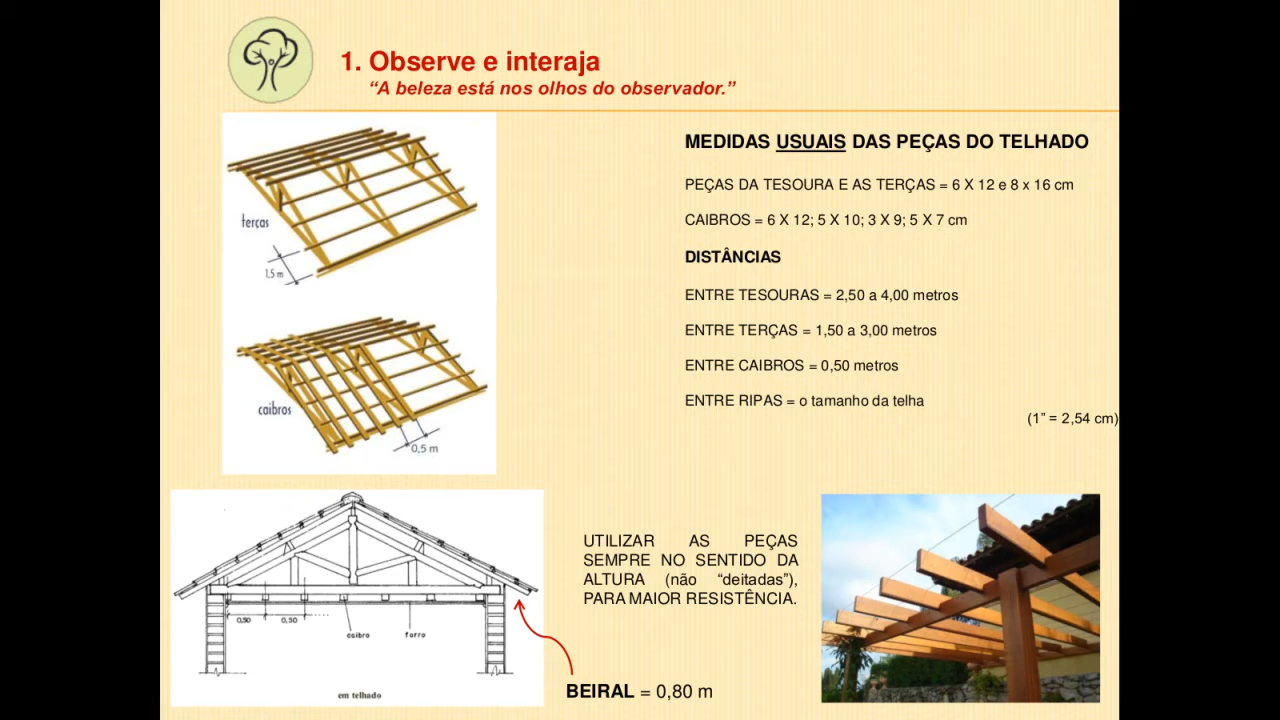 1. Observe e interaja
“A beleza está nos olhos do observador.”
terças
1,5 m
caibros
0,5 m
MEDIDAS USUAIS DAS PEÇAS DO TELHADO
PEÇAS DA TESOURA E AS TERÇAS = 6 X 12 e 8 x 16 cm
CAIBROS = 6 X 12; 5 X 10; 3 X 9; 5 X 7 cm
DISTÂNCIAS
ENTRE TESOURAS = 2,50 a 4,00 metros
ENTRE TERÇAS = 1,50 a 3,00 metros
ENTRE CAIBROS = 0,50 metros
ENTRE RIPAS = o tamanho da telha
(1” = 2,54 cm)
0,50
0,50
caibro
forro
em telhado
UTILIZAR AS PEÇAS
SEMPRE NO SENTIDO DA
ALTURA (não “deitadas”),
PARA MAIOR RESISTÊNCIA.
BEIRAL = 0,80 m